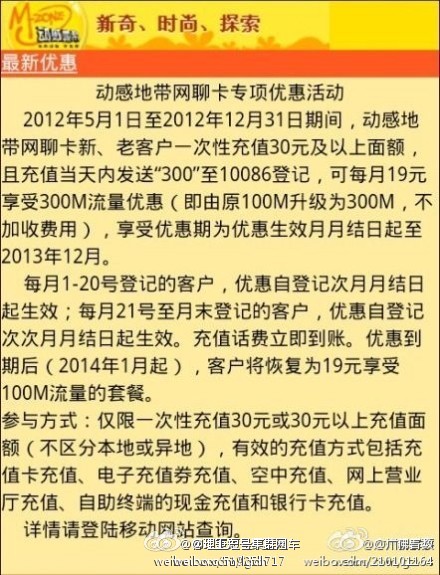 M-ZONE
动感地带
新奇、时尚、探索
最新优惠
动感地带网聊卡专项优惠活动
2012年5月1日至2012年12月31日期间，动感地
带网聊卡新、老客户一次性充值30元及以上面额，
且充值当天内发送“300”至10086登记，可每月19元
享受300M流量优惠（即由原100M升级为300M，不
加收费用），享受优惠期为优惠生效月月结日起至
2013年12月。
每月1-20号登记的客户，优惠自登记次月月结日
起生效；每月21号至月末登记的客户，优惠自登记
次次月月结日起生效。充值话费立即到账。优惠到
期后（2014年1月起），客户将恢复为19元享受
100M流量的套餐。
参与方式：仅限一次性充值30元或30元以上充值面
额（不区分本地或异地），有效的充值方式包括充
值卡充值、电子充值券充值、空中充值、网上营业
厅充值、自助终端的现金充值和银行卡充值。
详情请登陆移动网站查询。